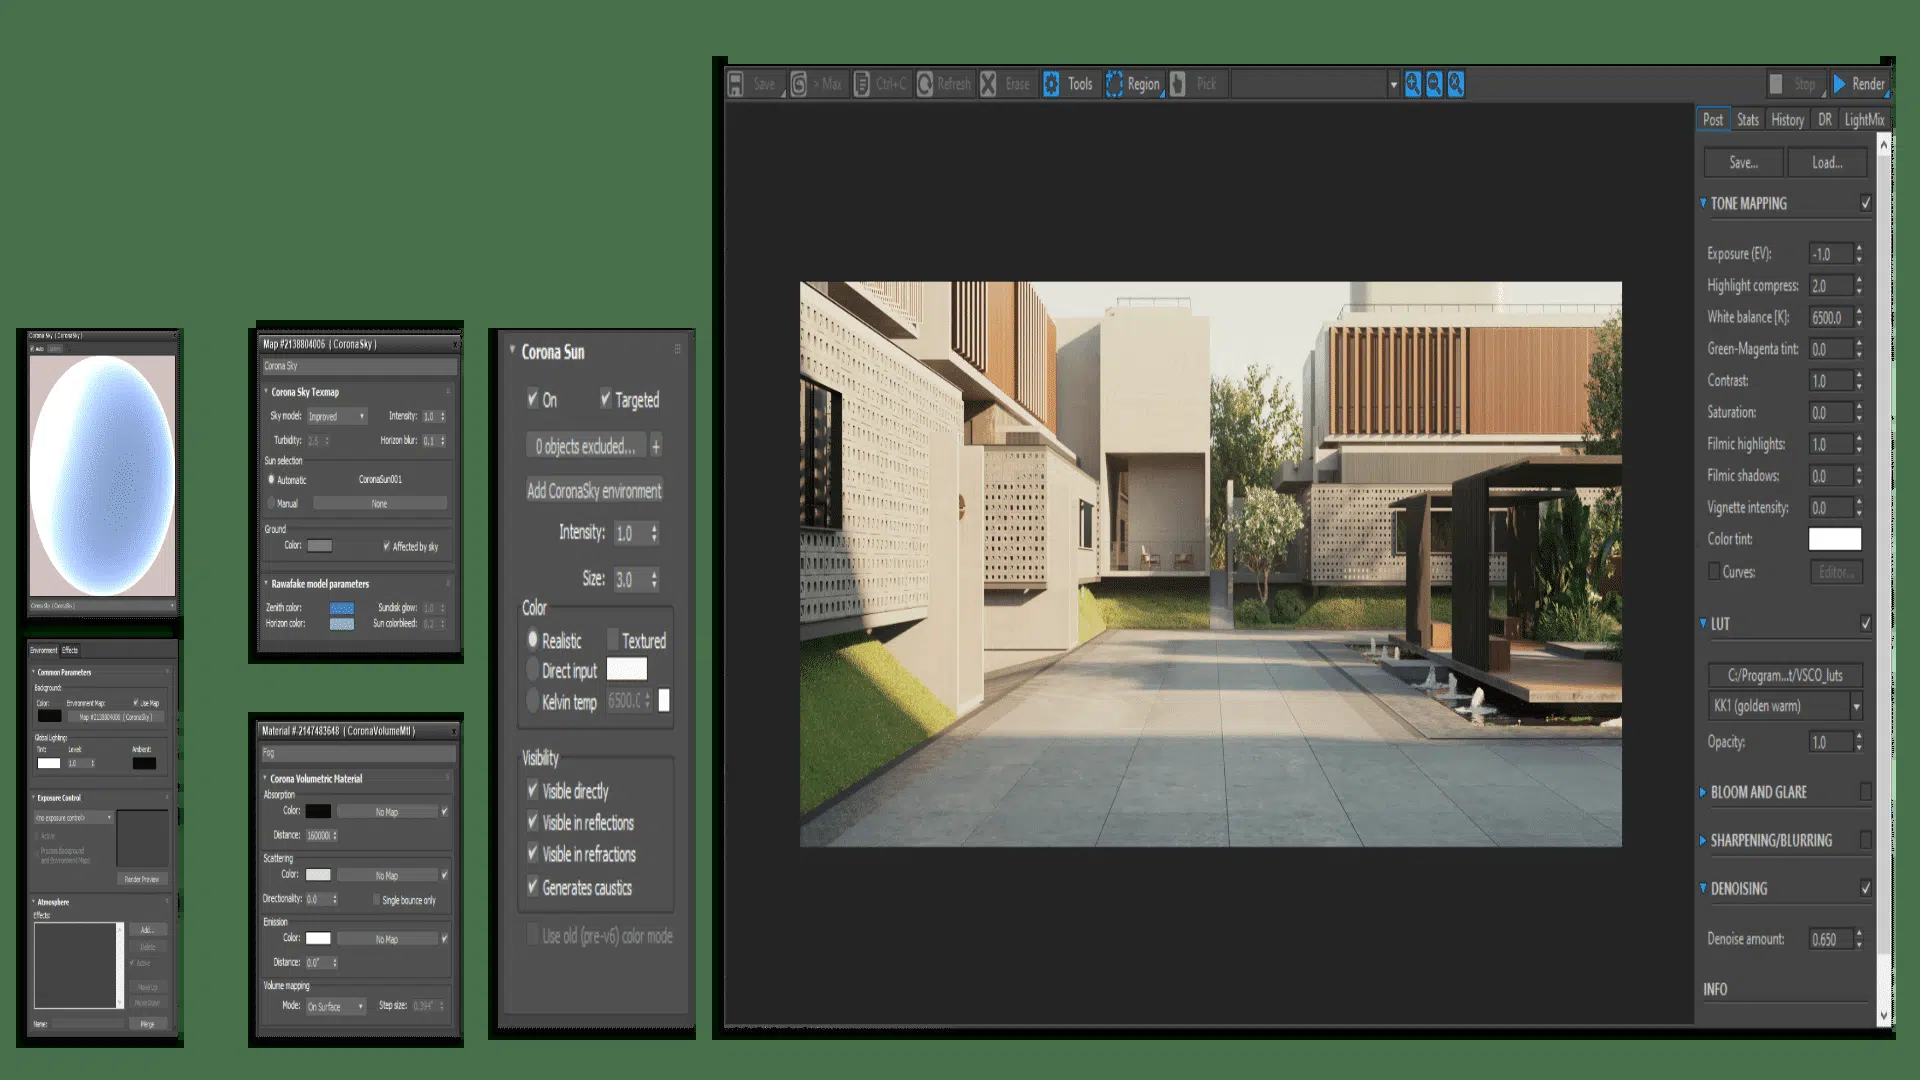 Corona Sky ( CoronaSky )
Auto
Corona Sky ( CoronaSky )
Environment Effects
Common Parameters
Background:
Color: Environment Map: Use Map
Map #2138804006 ( CoronaSky )
Global Lighting:
Tint: Level: Ambient:
1.0
Exposure Control
<no exposure control>
Active
Process Background
and Environment Maps
Render Preview
Atmosphere
Effects:
Add...
Delete
Active
Move Up
Move Down
Name: Merge
Map #2138804006 ( CoronaSky )
Corona Sky
Corona Sky Texmap
Sky model: Improved Intensity: 1.0
Turbidity: 2.5 Horizon blur: 0.1
Sun selection
Automatic CoronaSun001
Manual None
Ground
Color: Affected by sky
Rawafake model parameters
Zenith color: Sundisk glow: 1.0
Horizon color: Sun colorbleed: 0.2
Material #-2147483648 ( CoronaVolumeMtl )
Fog
Corona Volumetric Material
Absorption
Color: No Map
Distance: 160000(
Scattering
Color: No Map
Directionality: 0.0 Single bounce only
Emission
Color: No Map
Distance: 0.0"
Volume mapping
Mode: On Surface Step size: 0.394"
Corona Sun
On Targeted
0 objects excluded... +
Add CoronaSky environment
Intensity: 1.0
Size: 3.0
Color
Realistic Textured
Direct input
Kelvin temp 6500.(
Visibility
Visible directly
Visible in reflections
Visible in refractions
Generates caustics
Use old (pre-v6) color mode
Save > Max Ctrl+C Refresh Erase Tools Region Pick Stop Render
Post Stats History DR LightMix
Save... Load...
TONE MAPPING
Exposure (EV): -1.0
Highlight compress: 2.0
White balance [K]: 6500.0
Green-Magenta tint: 0.0
Contrast: 1.0
Saturation: 0.0
Filmic highlights: 1.0
Filmic shadows: 0.0
Vignette intensity: 0.0
Color tint:
Curves: Editor...
LUT
C:/Program...t/VSCO_luts
KK1 (golden warm)
Opacity: 1.0
BLOOM AND GLARE
SHARPENING/BLURRING
DENOISING
Denoise amount: 0.650
INFO